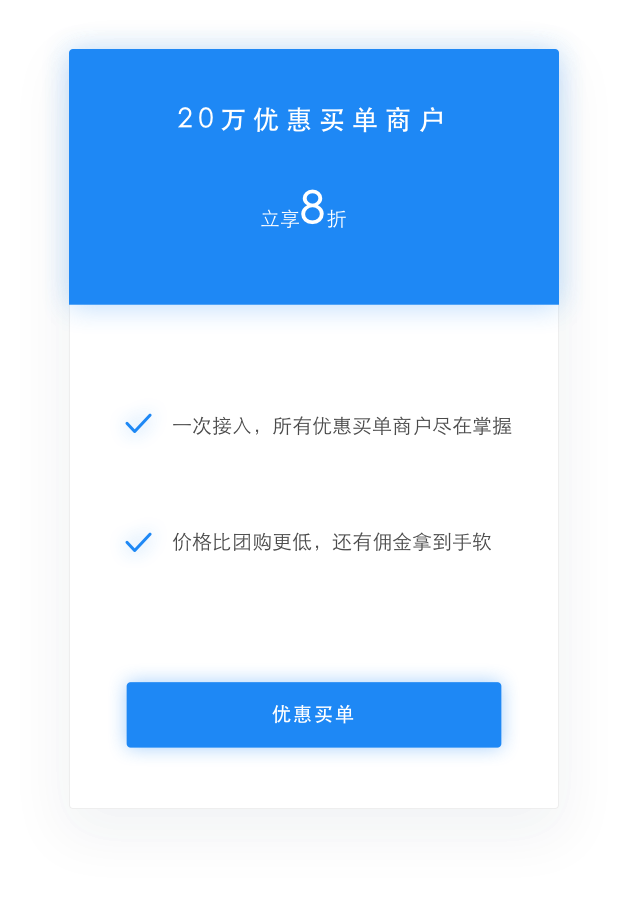 20万优惠买单商户
立享8折
一次接入，所有优惠买单商户尽在掌握
价格比团购更低，还有佣金拿到手软
优惠买单